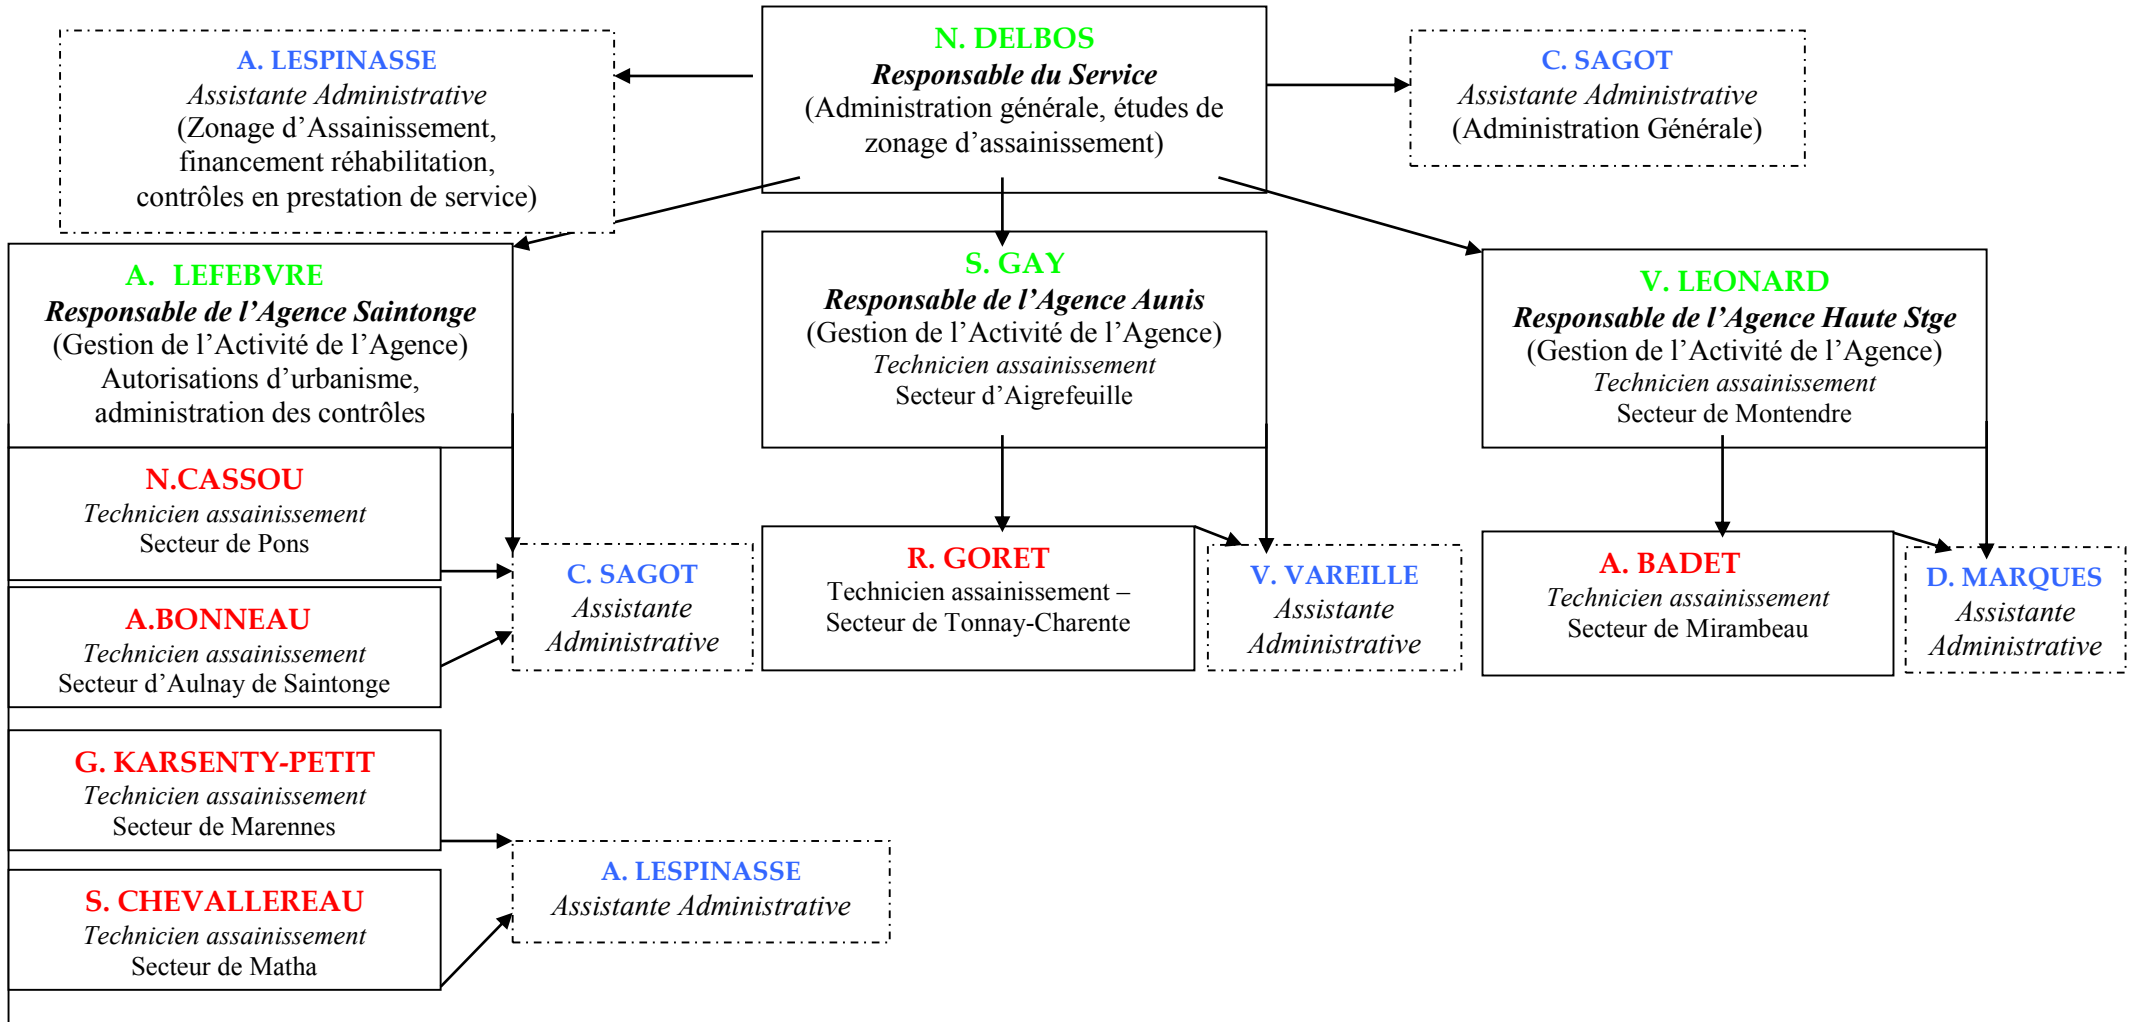 A. LESPINASSE
Assistante Administrative
(Zonage d’Assainissement,
financement réhabilitation,
contrôles en prestation de service)
N. DELBOS
Responsable du Service
(Administration générale, études de
zonage d’assainissement)
C. SAGOT
Assistante Administrative
(Administration Générale)
A. LEFEBVRE
Responsable de l’Agence Saintonge
(Gestion de l’Activité de l’Agence)
Autorisations d’urbanisme,
administration des contrôles
S. GAY
Responsable de l’Agence Aunis
(Gestion de l’Activité de l’Agence)
Technicien assainissement
Secteur d’Aigrefeuille
V. LEONARD
Responsable de l’Agence Haute Stge
(Gestion de l’Activité de l’Agence)
Technicien assainissement
Secteur de Montendre
N.CASSOU
Technicien assainissement
Secteur de Pons
A.BONNEAU
Technicien assainissement
Secteur d’Aulnay de Saintonge
C. SAGOT
Assistante
Administrative
R. GORET
Technicien assainissement –
Secteur de Tonnay-Charente
V. VAREILLE
Assistante
Administrative
A. BADET
Technicien assainissement
Secteur de Mirambeau
D. MARQUES
Assistante
Administrative
G. KARSENTY-PETIT
Technicien assainissement
Secteur de Marennes
S. CHEVALLEREAU
Technicien assainissement
Secteur de Matha
A. LESPINASSE
Assistante Administrative